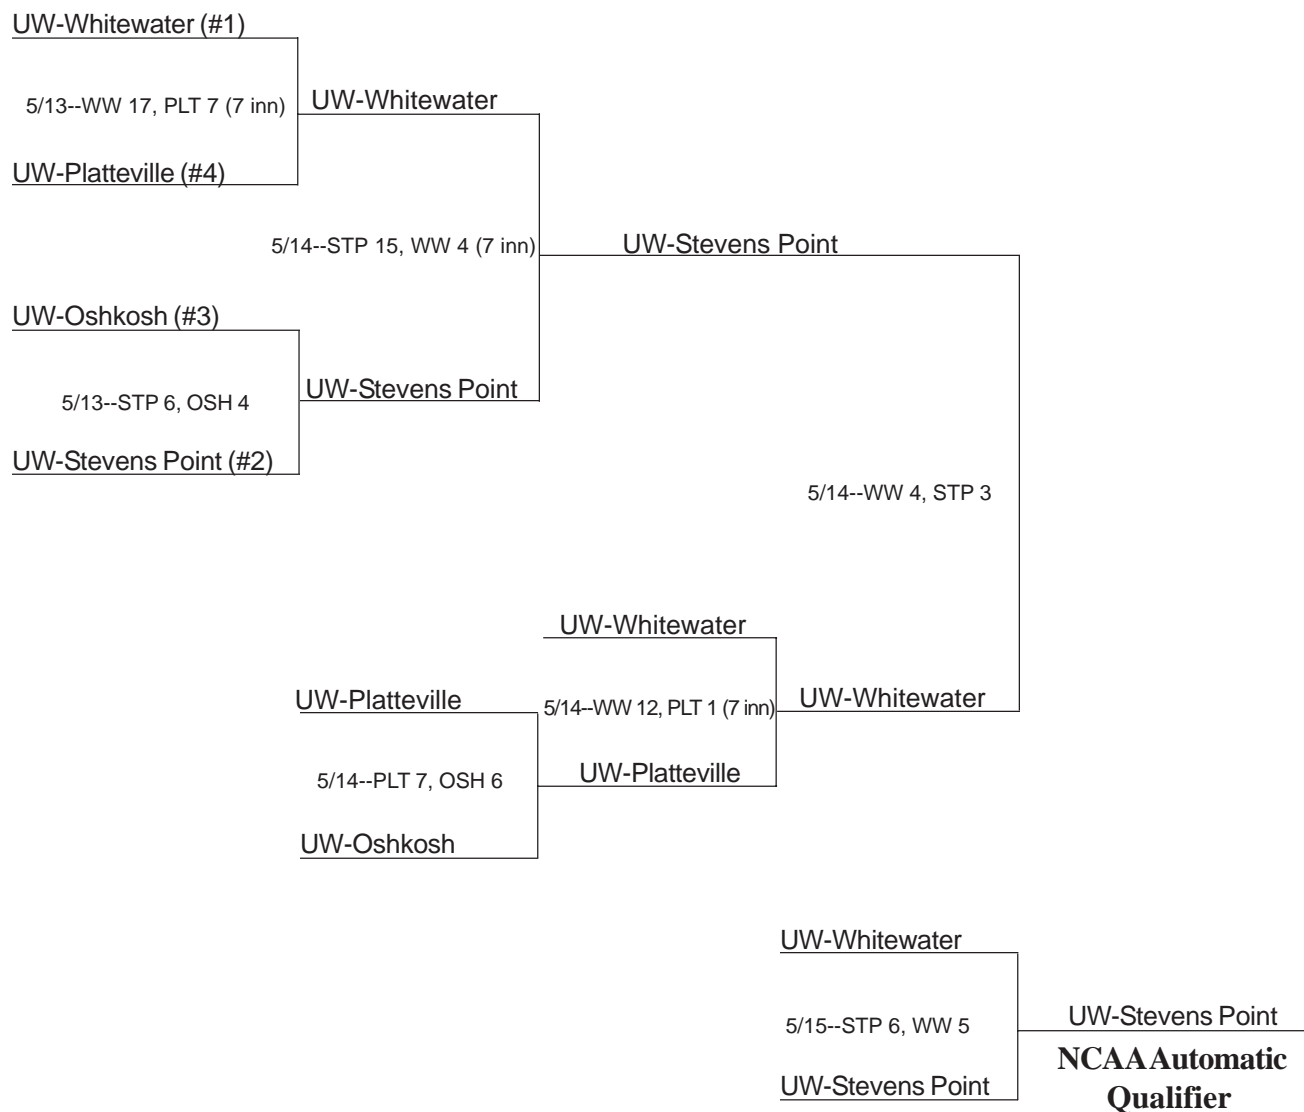 UW-Whitewater (#1)
5/13--WW 17, PLT 7 (7 inn)
UW-Whitewater
UW-Platteville (#4)
5/14--STP 15, WW 4 (7 inn)
UW-Stevens Point
UW-Oshkosh (#3)
5/13--STP 6, OSH 4
UW-Stevens Point
UW-Stevens Point (#2)
5/14--WW 4, STP 3
UW-Whitewater
UW-Platteville
5/14--WW 12, PLT 1 (7 inn)
UW-Whitewater
5/14--PLT 7, OSH 6
UW-Platteville
UW-Oshkosh
UW-Whitewater
5/15--STP 6, WW 5
UW-Stevens Point
UW-Stevens Point
NCAA Automatic
Qualifier